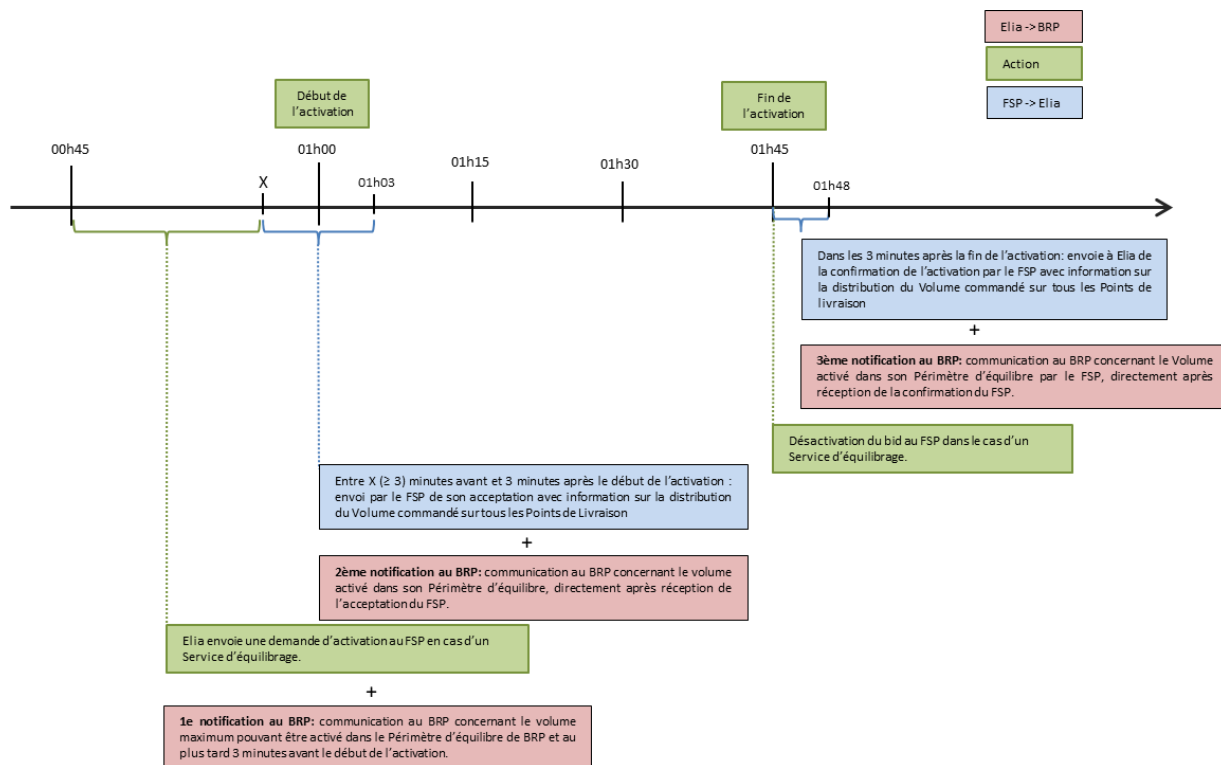 Elia -> BRP
Action
FSP -> Elia
Début de
l'activation
Fin de
l'activation
00h45
X
01h00
01h03
01h15
01h30
01h45
01h48
Dans les 3 minutes après la fin de l'activation: envoie à Elia de
la confirmation de l'activation par le FSP avec information sur
la distribution du Volume commandé sur tous les Points de
livraison
+
3ème notification au BRP: communication au BRP concernant le Volume
activé dans son Périmètre d'équilibre par le FSP, directement après
réception de la confirmation du FSP.
Désactivation du bid au FSP dans le cas d'un
Service d'équilibrage.
Entre X (≥ 3) minutes avant et 3 minutes après le début de l'activation :
envoi par le FSP de son acceptation avec information sur la distribution
du Volume commandé sur tous les Points de Livraison
+
2ème notification au BRP: communication au BRP concernant le volume
activé dans son Périmètre d'équilibre, directement après réception de
l'acceptation du FSP.
Elia envoie une demande d'activation au FSP en cas d'un
Service d'équilibrage.
+
1e notification au BRP: communication au BRP concernant le volume
maximum pouvant être activé dans le Périmètre d'équilibre de BRP et au
plus tard 3 minutes avant le début de l'activation.